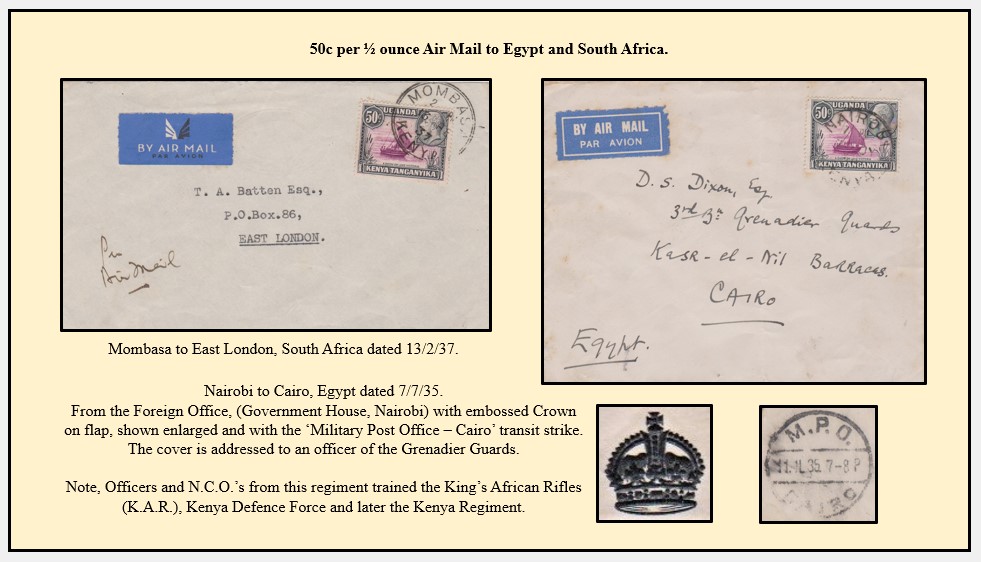 50c per ½ ounce Air Mail to Egypt and South Africa.
BY AIR MAIL
PAR AVION
MOMBASA
KENYA
50c
UGANDA
KENYA TANGANYIKA
T. A. Batten Esq.,
P.O.Box.86,
EAST LONDON.
Per
Air Mail
BY AIR MAIL
PAR AVION
50c
UGANDA
NAIROBI
KENYA TANGANYIKA
D. S. Dixon, Esq
3rd Bn Grenadier Guards
Kasr-el-Nil Barracks.
CAIRO
Egypt.
Mombasa to East London, South Africa dated 13/2/37.
Nairobi to Cairo, Egypt dated 7/7/35.
From the Foreign Office, (Government House, Nairobi) with embossed Crown
on flap, shown enlarged and with the ‘Military Post Office – Cairo’ transit strike.
The cover is addressed to an officer of the Grenadier Guards.
Note, Officers and N.C.O.’s from this regiment trained the King’s African Rifles
(K.A.R.), Kenya Defence Force and later the Kenya Regiment.
M.P.O.
11 JL 35. 7-8 P
CAIRO